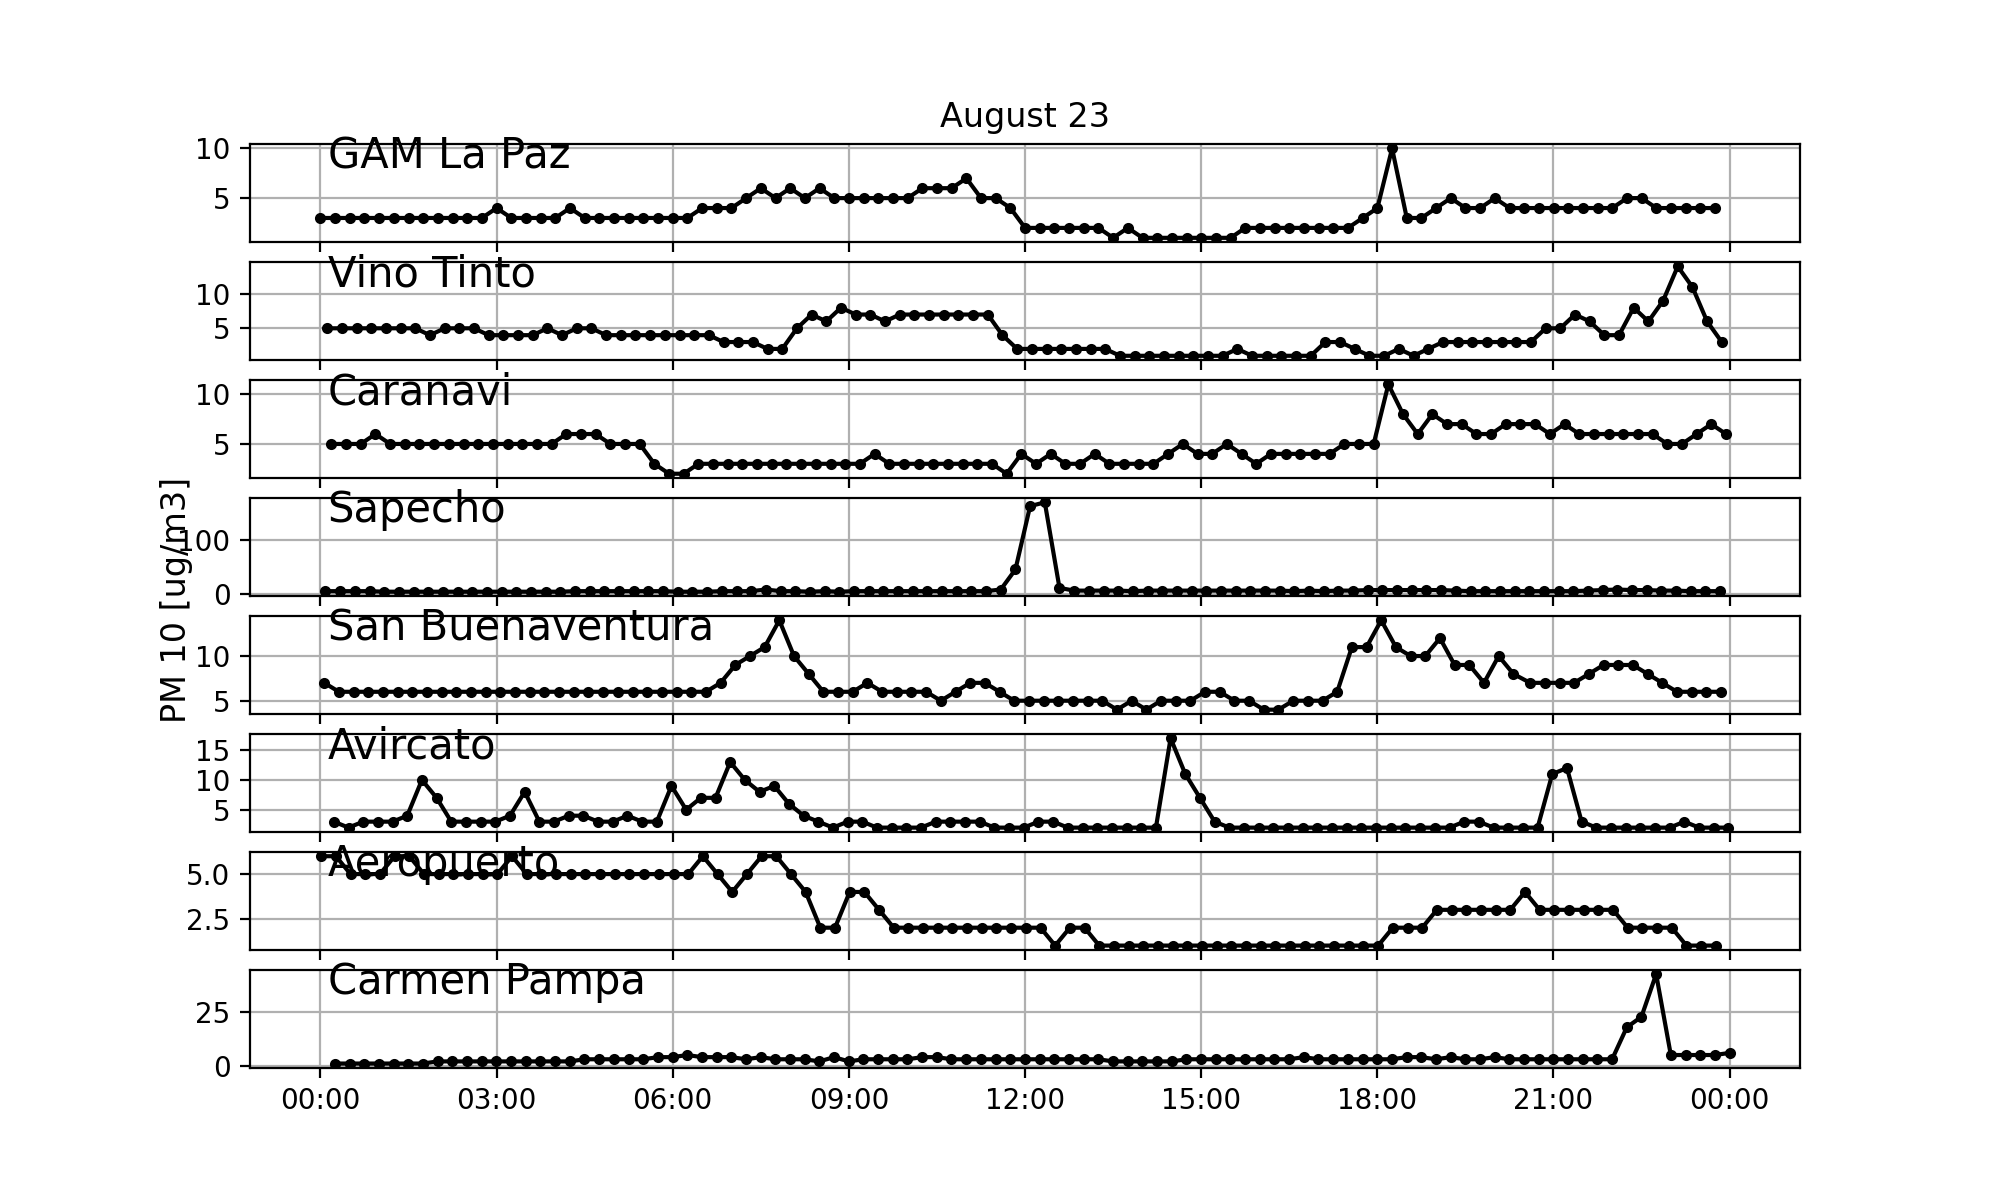 August 23
10
GAM La Paz
5
Vino Tinto
10
5
Caranavi
10
5
Sapecho
100
0
PM 10 [ug/m3]
San Buenaventura
10
5
Avircato
15
10
5
Aeropuerto
5.0
2.5
Carmen Pampa
25
0
00:00 03:00 06:00 09:00 12:00 15:00 18:00 21:00 00:00